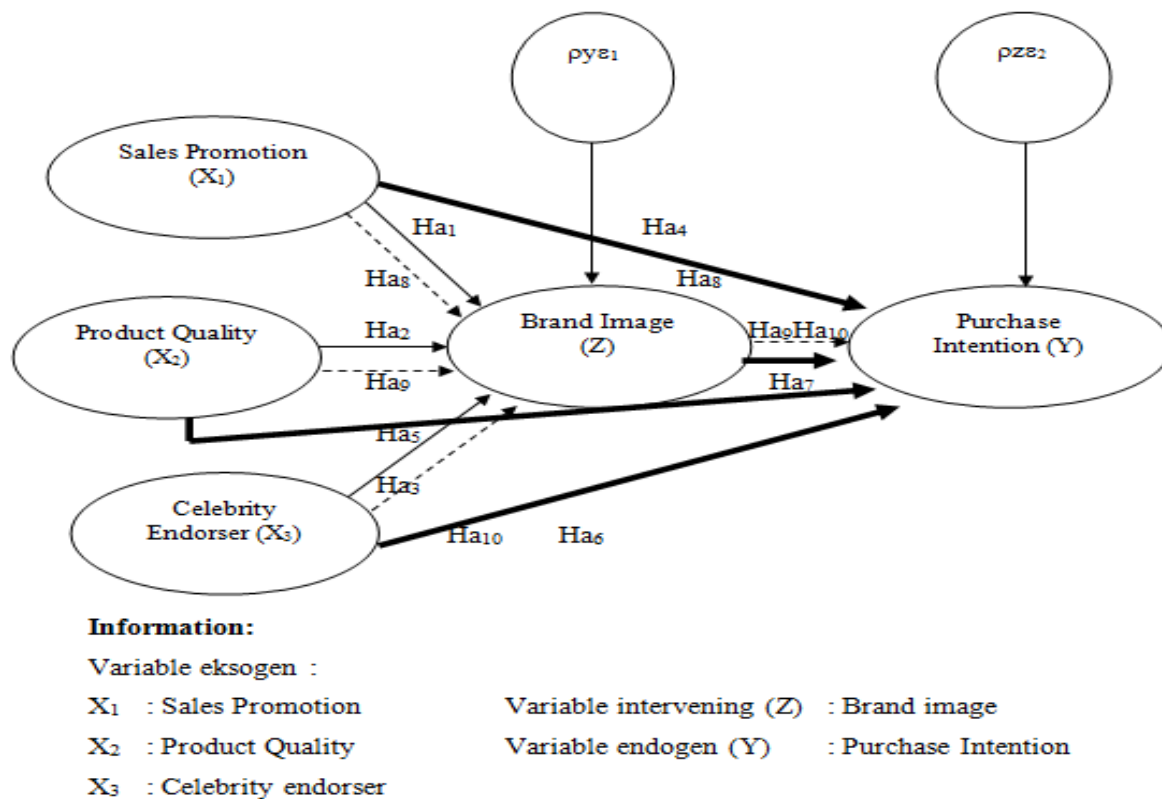 ρyε₁
ρzε₂
Sales Promotion
(X₁)
Ha₁
Ha₄
Ha₈
Ha₈
Product Quality
(X₂)
Ha₂
Ha₉
Brand Image
(Z)
Ha₉Ha₁₀
Purchase
Intention (Y)
Ha₇
Ha₅
Ha₃
Celebrity
Endorser (X₃)
Ha₁₀
Ha₆
Information:
Variable eksogen :
X₁ : Sales Promotion Variable intervening (Z) : Brand image
X₂ : Product Quality Variable endogen (Y) : Purchase Intention
X₃ : Celebrity endorser